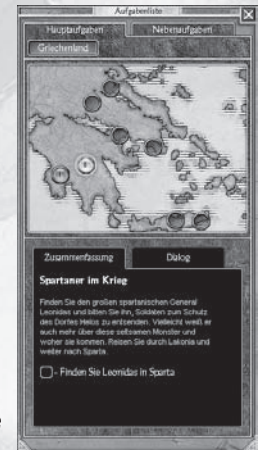 Aufgabenliste
Hauptaufgaben Nebenaufgaben
Griechenland
Zusammenfassung Dialog
Spartaner im Krieg
Finden Sie den großen spartanischen General
Leonidas und bitten Sie ihn, Soldaten zum Schutz
des Dorfes Helos zu entsenden. Vielleicht weiß er
auch mehr über diese seltsamen Monster und
woher sie kommen. Reisen Sie durch Lakonia und
weiter nach Sparta.
- Finden Sie Leonidas in Sparta
e